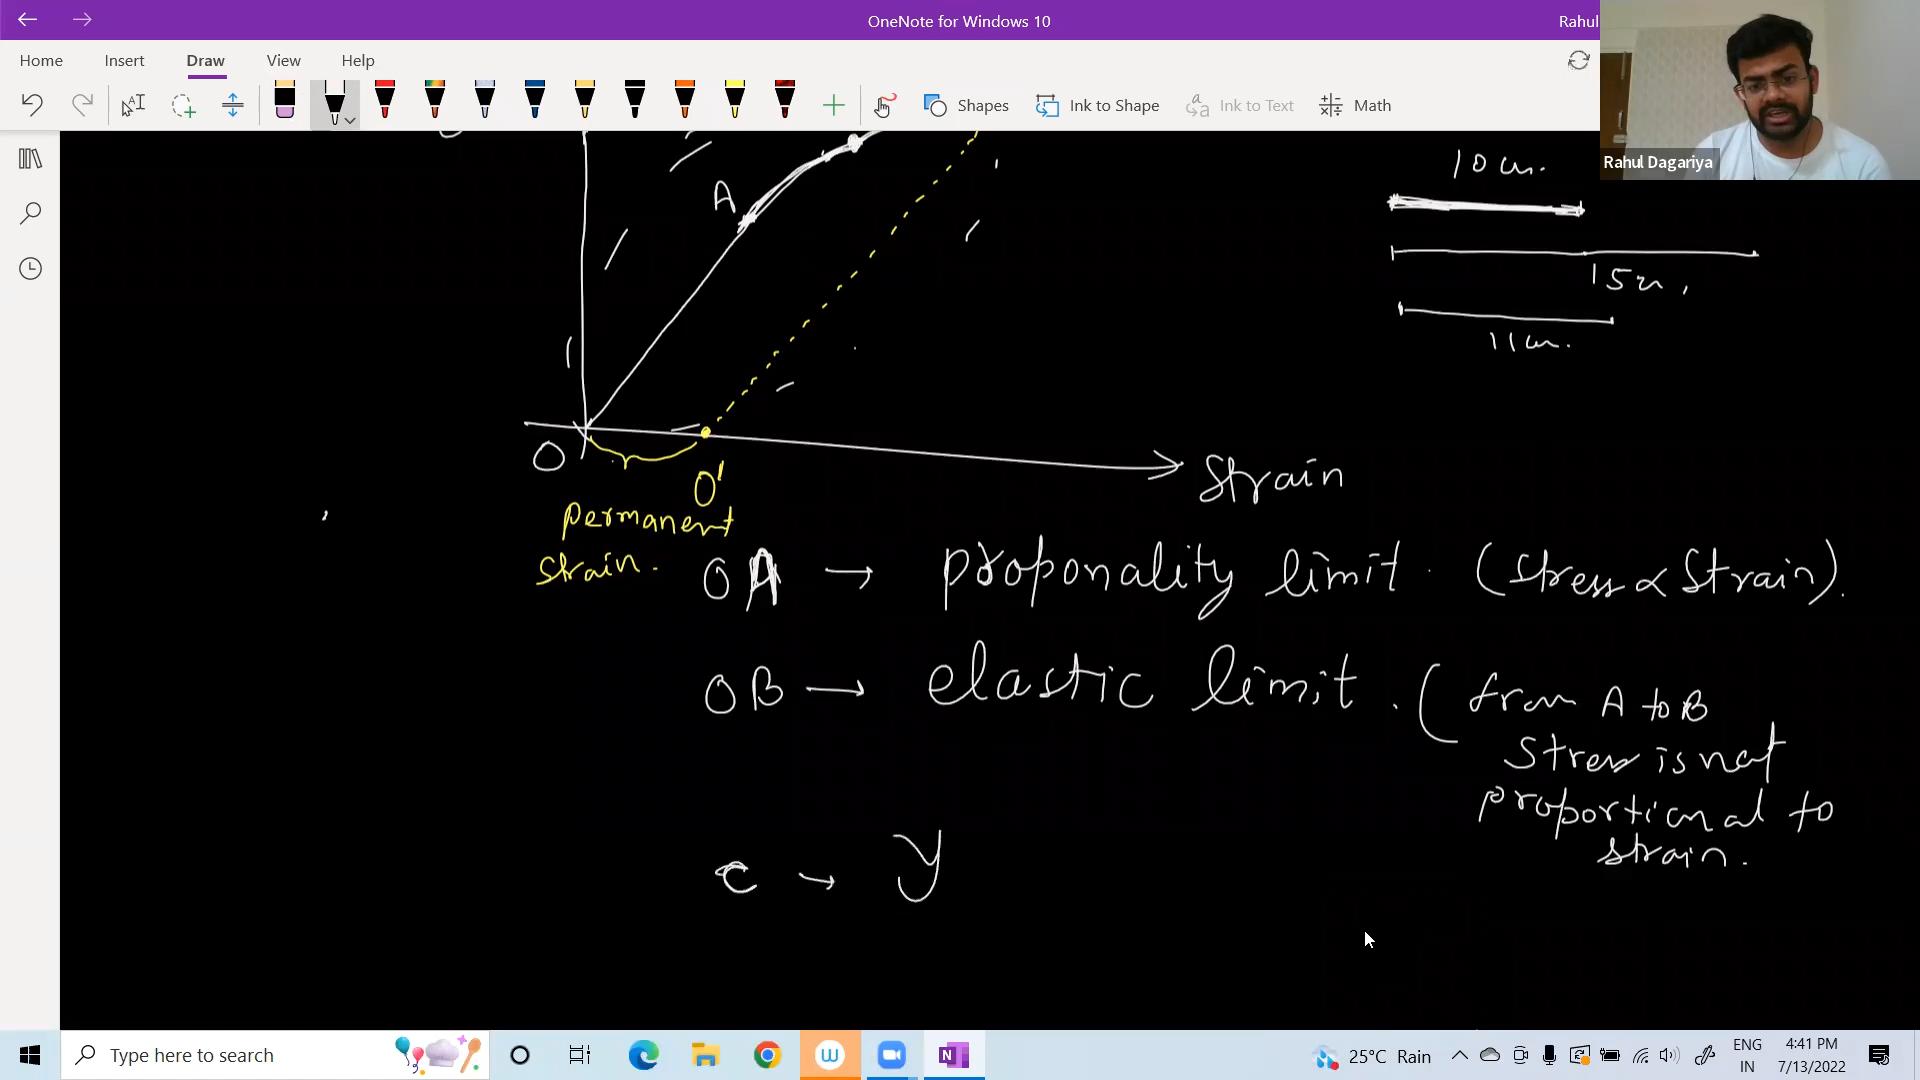 OneNote for Windows 10
Rahul
Home Insert Draw View Help
Shapes Ink to Shape Ink to Text Math
Rahul Dagariya
10 cm.
A
15 cm.
11 cm.
O
O'
Strain
permanent
strain.
OA → proponality limit. (Stress ∝ Strain).
OB → elastic limit. (from A to B
Stress is not
proportional to
strain.
c → Y
Type here to search
25°C Rain
ENG
IN
4:41 PM
7/13/2022